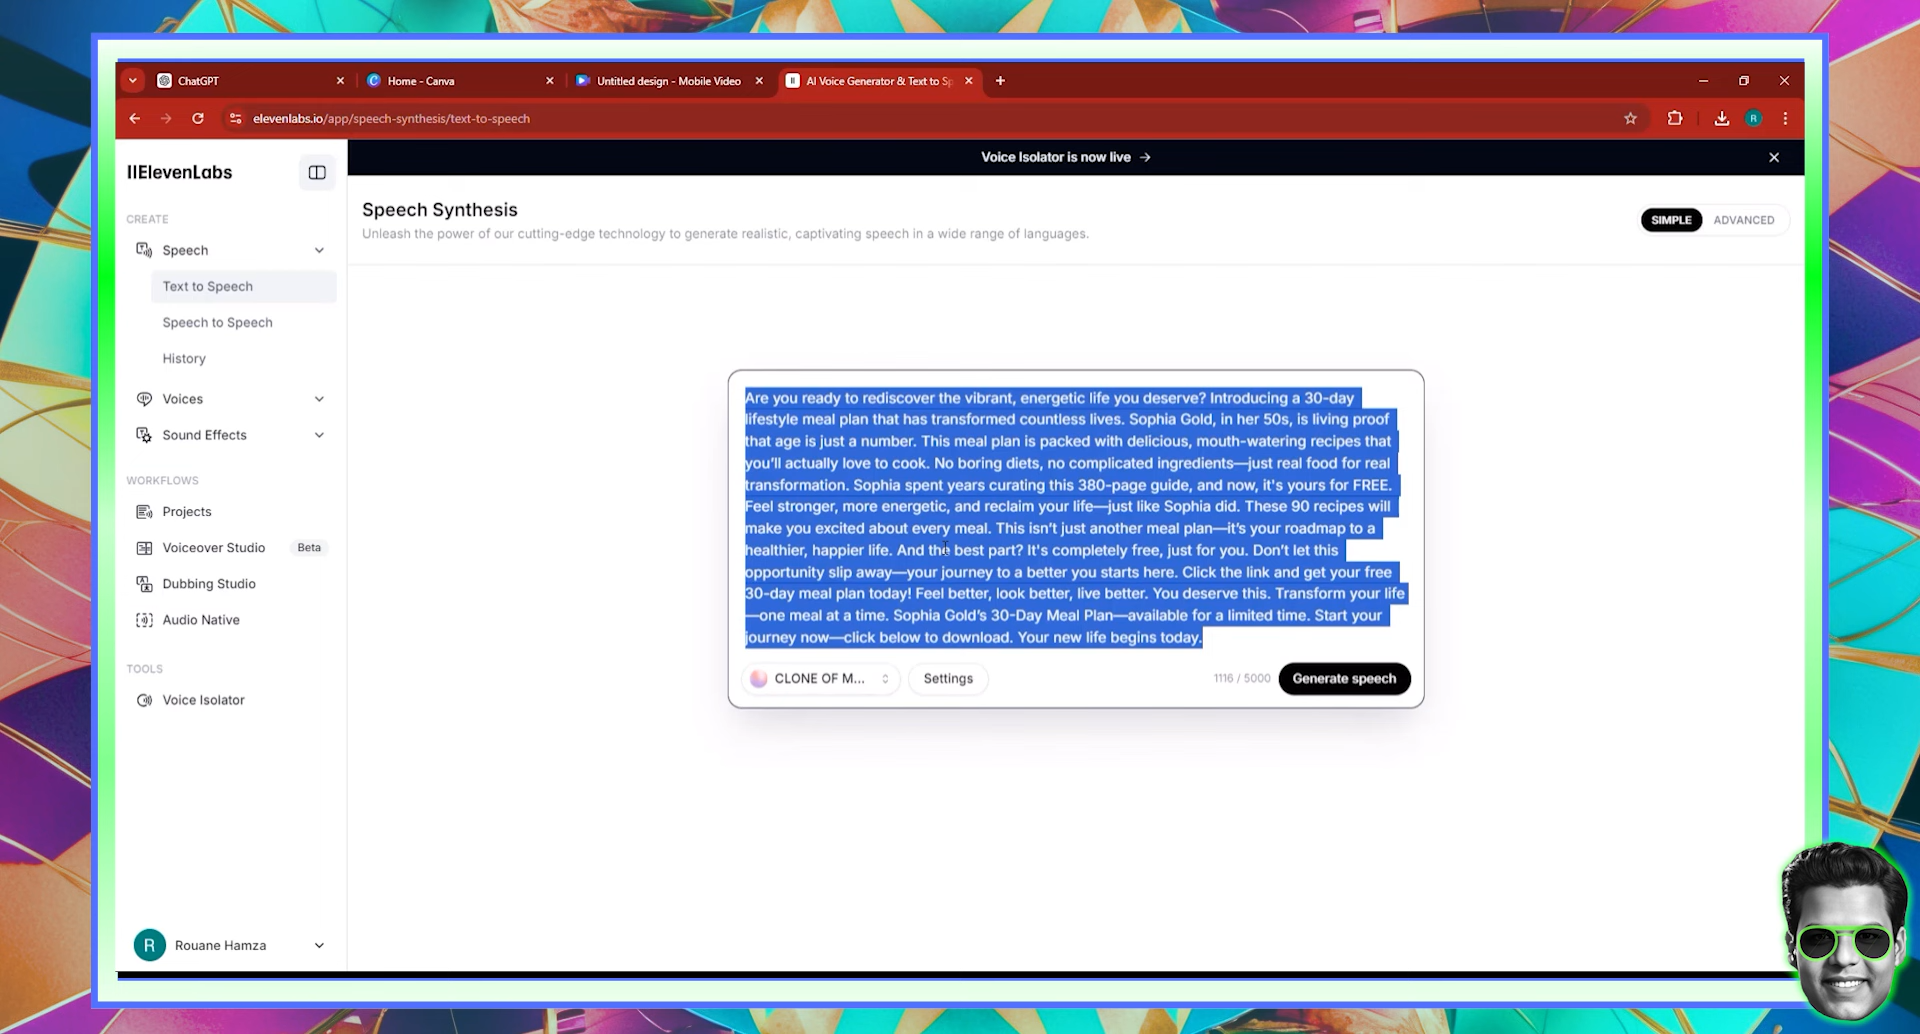 ChatGPT
Home - Canva
Untitled design - Mobile Video
AI Voice Generator & Text to Sp
elevenlabs.io/app/speech-synthesis/text-to-speech
R
Voice Isolator is now live →
IIElevenLabs
CREATE
Speech
Text to Speech
Speech to Speech
History
Voices
Sound Effects
WORKFLOWS
Projects
Voiceover Studio Beta
Dubbing Studio
Audio Native
TOOLS
Voice Isolator
R Rouane Hamza
Speech Synthesis
Unleash the power of our cutting-edge technology to generate realistic, captivating speech in a wide range of languages.
SIMPLE ADVANCED
Are you ready to rediscover the vibrant, energetic life you deserve? Introducing a 30-day
lifestyle meal plan that has transformed countless lives. Sophia Gold, in her 50s, is living proof
that age is just a number. This meal plan is packed with delicious, mouth-watering recipes that
you'll actually love to cook. No boring diets, no complicated ingredients—just real food for real
transformation. Sophia spent years curating this 380-page guide, and now, it's yours for FREE.
Feel stronger, more energetic, and reclaim your life—just like Sophia did. These 90 recipes will
make you excited about every meal. This isn't just another meal plan—it's your roadmap to a
healthier, happier life. And the best part? It's completely free, just for you. Don't let this
opportunity slip away—your journey to a better you starts here. Click the link and get your free
30-day meal plan today! Feel better, look better, live better. You deserve this. Transform your life
—one meal at a time. Sophia Gold's 30-Day Meal Plan—available for a limited time. Start your
journey now—click below to download. Your new life begins today.
CLONE OF M... Settings 1116 / 5000 Generate speech